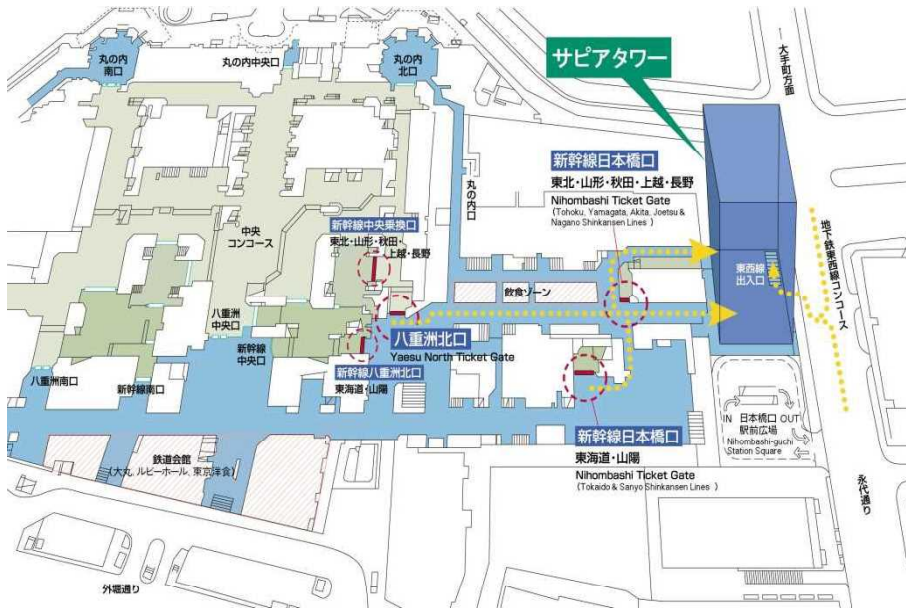 丸の内
南口
丸の内中央口
丸の内
北口
サピアタワー
大手町方面
新幹線日本橋口
東北・山形・秋田・上越・長野
Nihombashi Ticket Gate
(Tohoku, Yamagata, Akita, Joetsu &
Nagano Shinkansen Lines )
丸の内口
中央
コンコース
新幹線中央乗換口
東北・山形・秋田・
上越・長野
地下鉄東西線コンコース
東西線
出入口
飲食ゾーン
八重洲
中央口
八重洲北口
Yaesu North Ticket Gate
新幹線
中央口
新幹線八重洲北口
東海道・山陽
八重洲南口
新幹線南口
新幹線日本橋口
東海道・山陽
Nihombashi Ticket Gate
(Tokaido & Sanyo Shinkansen Lines )
IN 日本橋口 OUT
駅前広場
Nihombashi-guchi
Station Square
鉄道会館
(大丸、ルビーホール、東京洋食)
永代通り
外堀通り